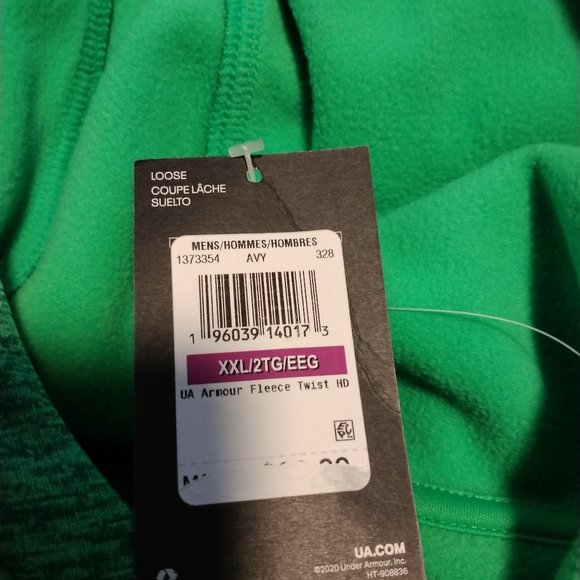 LOOSE
COUPE LÂCHE
SUELTO
MENS/HOMMES/HOMBRES
1373354 AVY 328
1 96039 14017 3
XXL/2TG/EEG
UA Armour Fleece Twist HD
UA.COM
©2020 Under Armour, Inc.
HT-908836